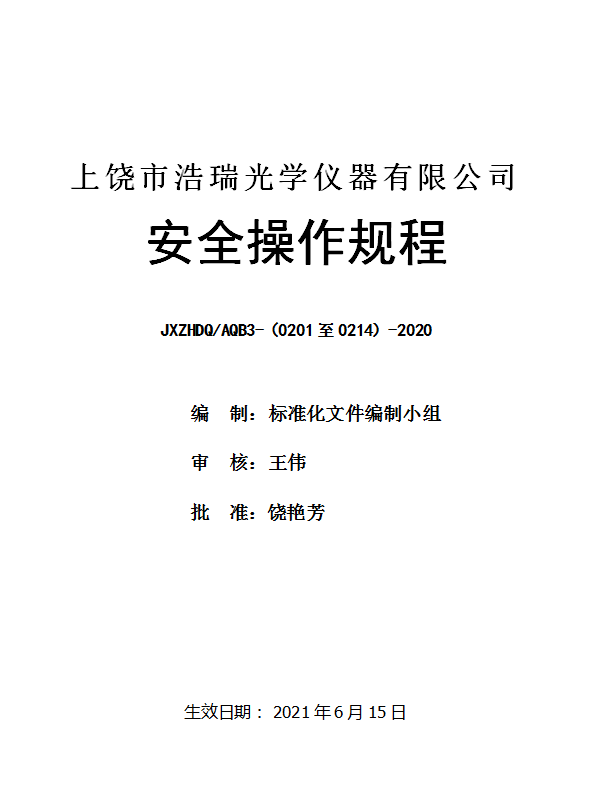 上饶市浩瑞光学仪器有限公司
安全操作规程
JXZHDQ/AQB3-（0201至0214）-2020
编　制：标准化文件编制小组
审　核：王伟
批　准：饶艳芳
生效日期： 2021年6月15日